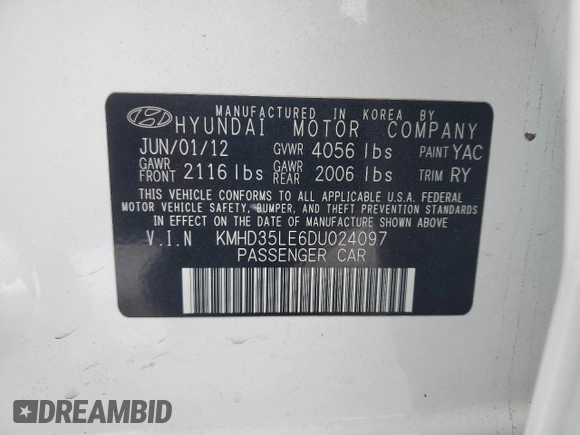 MANUFACTURED IN KOREA BY
HYUNDAI MOTOR COMPANY
JUN/01/12 GVWR 4056 lbs PAINT YAC
GAWR FRONT 2116 lbs GAWR REAR 2006 lbs TRIM RY
THIS VEHICLE CONFORMS TO ALL APPLICABLE U.S.A. FEDERAL
MOTOR VEHICLE SAFETY, BUMPER, AND THEFT PREVENTION STANDARDS
IN EFFECT ON THE DATE OF MANUFACTURE SHOWN ABOVE.
V.I.N KMHD35LE6DU024097
PASSENGER CAR
DREAMBID